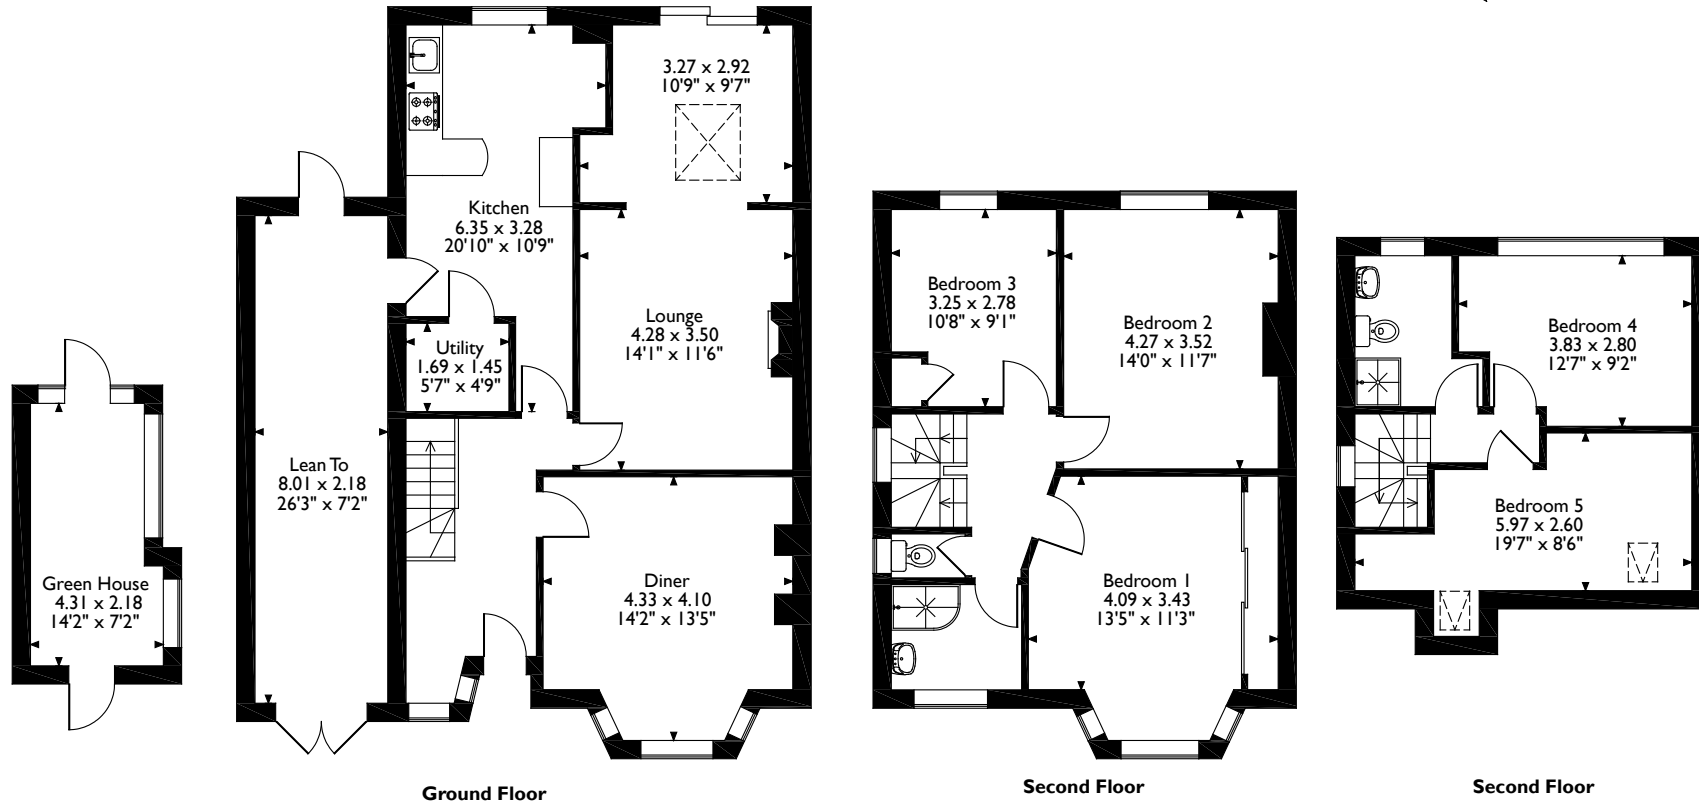 3.27 x 2.92
10'9" x 9'7"
Kitchen
6.35 x 3.28
20'10" x 10'9"
Lounge
4.28 x 3.50
14'1" x 11'6"
Utility
1.69 x 1.45
5'7" x 4'9"
Lean To
8.01 x 2.18
26'3" x 7'2"
Green House
4.31 x 2.18
14'2" x 7'2"
Diner
4.33 x 4.10
14'2" x 13'5"
Ground Floor
Bedroom 3
3.25 x 2.78
10'8" x 9'1"
Bedroom 2
4.27 x 3.52
14'0" x 11'7"
Bedroom 1
4.09 x 3.43
13'5" x 11'3"
Second Floor
Bedroom 4
3.83 x 2.80
12'7" x 9'2"
Bedroom 5
5.97 x 2.60
19'7" x 8'6"
Second Floor